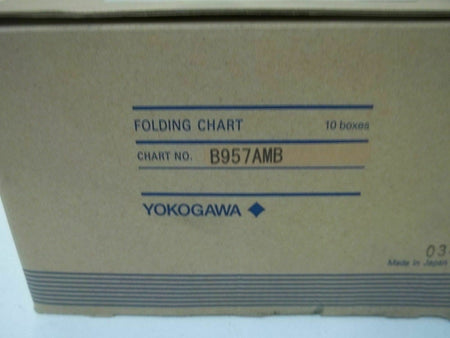 FOLDING CHART 10 boxes
CHART NO. B957AMB
YOKOGAWA
03
Made in Japan